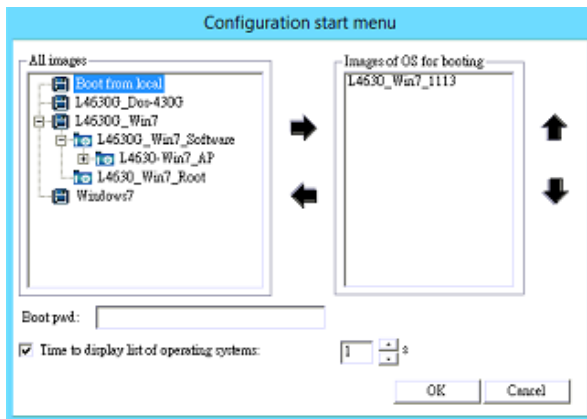 Configuration start menu
All images
Boot from local
L4630G_Dos-430G
L4630G_Win7
L4630G_Win7_Software
L4630-Win7_AP
L4630_Win7_Root
Windows7
Images of OS for booting
L4630_Win7_1113
Boot pwd:
Time to display list of operating systems:
1
s
OK
Cancel